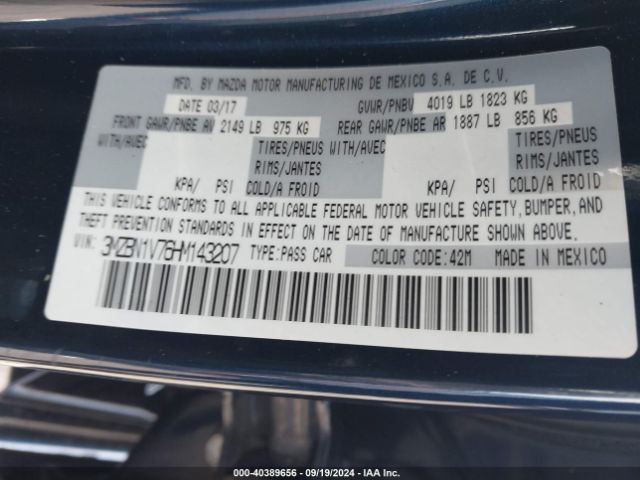 MFD. BY MAZDA MOTOR MANUFACTURING DE MEXICO S.A. DE C.V.
DATE 03/17 GVWR/PNBV 4019 LB 1823 KG
FRONT GAWR/PNBE AV 2149 LB 975 KG REAR GAWR/PNBE AR 1887 LB 856 KG
WITH/AVEC TIRES/PNEUS WITH/AVEC TIRES/PNEUS
RIMS/JANTES RIMS/JANTES
KPA/ PSI COLD/A FROID KPA/ PSI COLD/A FROID
THIS VEHICLE CONFORMS TO ALL APPLICABLE FEDERAL MOTOR VEHICLE SAFETY, BUMPER, AND
THEFT PREVENTION STANDARDS IN EFFECT ON THE DATE OF MANUFACTURE SHOWN ABOVE.
VIN: 3MZBN1V76HM143207 TYPE:PASS CAR COLOR CODE:42M MADE IN MEXICO
000-40389656 - 09/19/2024 - IAA Inc.